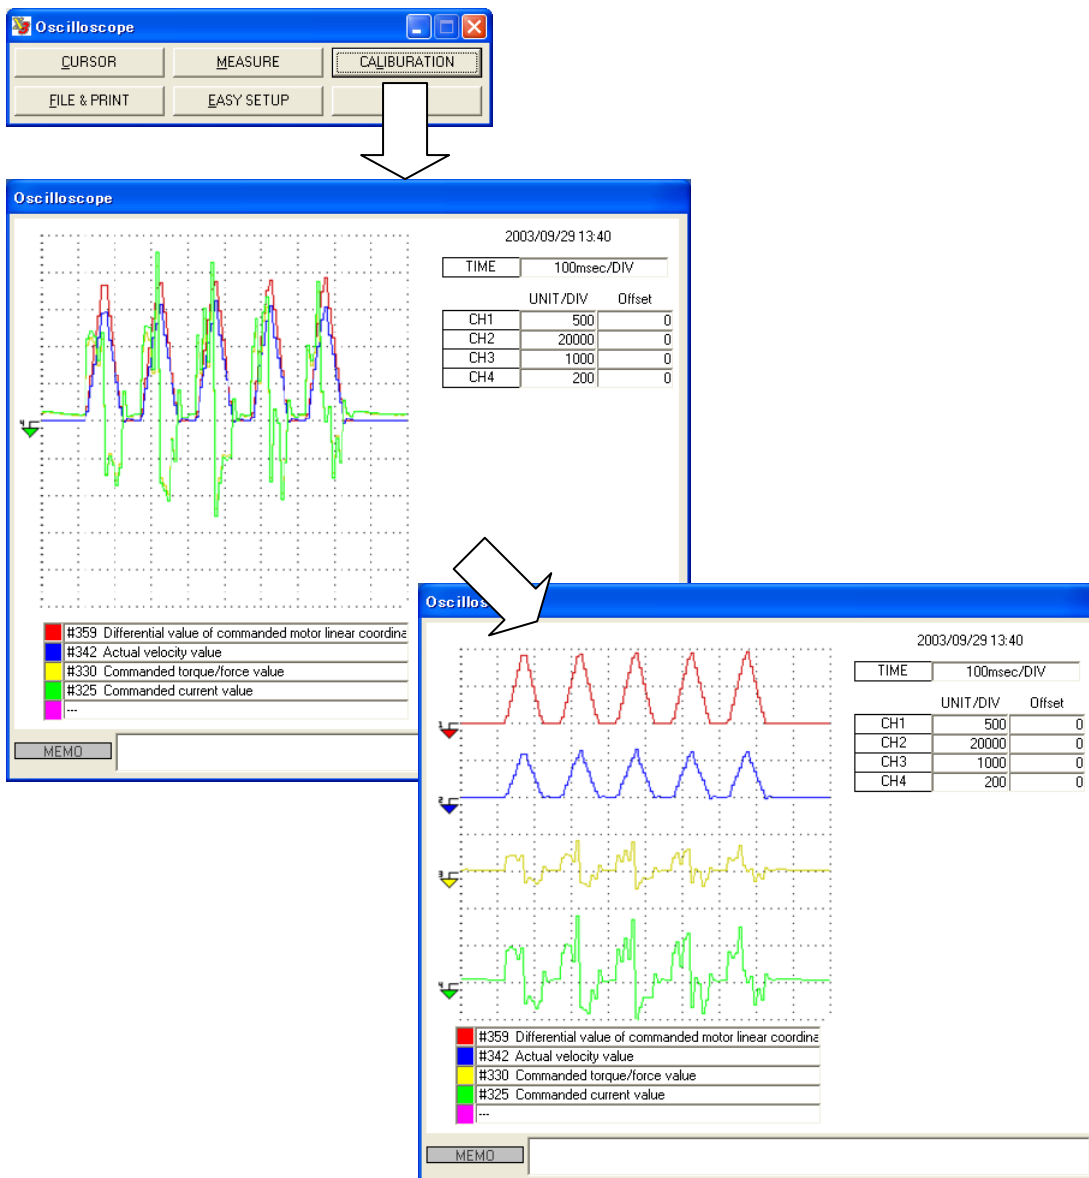 Oscilloscope
CURSOR MEASURE CALIBURATION
FILE & PRINT EASY SETUP
Oscilloscope
2003/09/29 13:40
TIME 100msec/DIV
UNIT/DIV Offset
CH1 500 0
CH2 20000 0
CH3 1000 0
CH4 200 0
4
#359 Differential value of commanded motor linear coordina
#342 Actual velocity value
#330 Commanded torque/force value
#325 Commanded current value
---
MEMO
Oscillos
2003/09/29 13:40
TIME 100msec/DIV
UNIT/DIV Offset
CH1 500 0
CH2 20000 0
CH3 1000 0
CH4 200 0
1
2
3
4
#359 Differential value of commanded motor linear coordina
#342 Actual velocity value
#330 Commanded torque/force value
#325 Commanded current value
---
MEMO